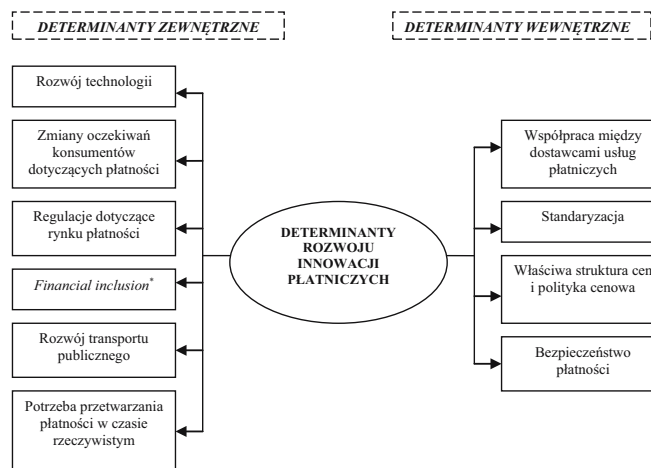 DETERMINANTY ZEWNĘTRZNE
Rozwój technologii
Zmiany oczekiwań
konsumentów
dotyczących płatności
Regulacje dotyczące
rynku płatności
Financial inclusion*
Rozwój transportu
publicznego
Potrzeba przetwarzania
płatności w czasie
rzeczywistym
DETERMINANTY
ROZWOJU
INNOWACJI
PŁATNICZYCH
DETERMINANTY WEWNĘTRZNE
Współpraca między
dostawcami usług
płatniczych
Standaryzacja
Właściwa struktura cen
i polityka cenowa
Bezpieczeństwo
płatności